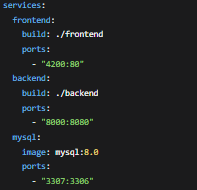 services:
  frontend:
    build: ./frontend
    ports:
      - "4200:80"
  backend:
    build: ./backend
    ports:
      - "8000:8080"
  mysql:
    image: mysql:8.0
    ports:
      - "3307:3306"